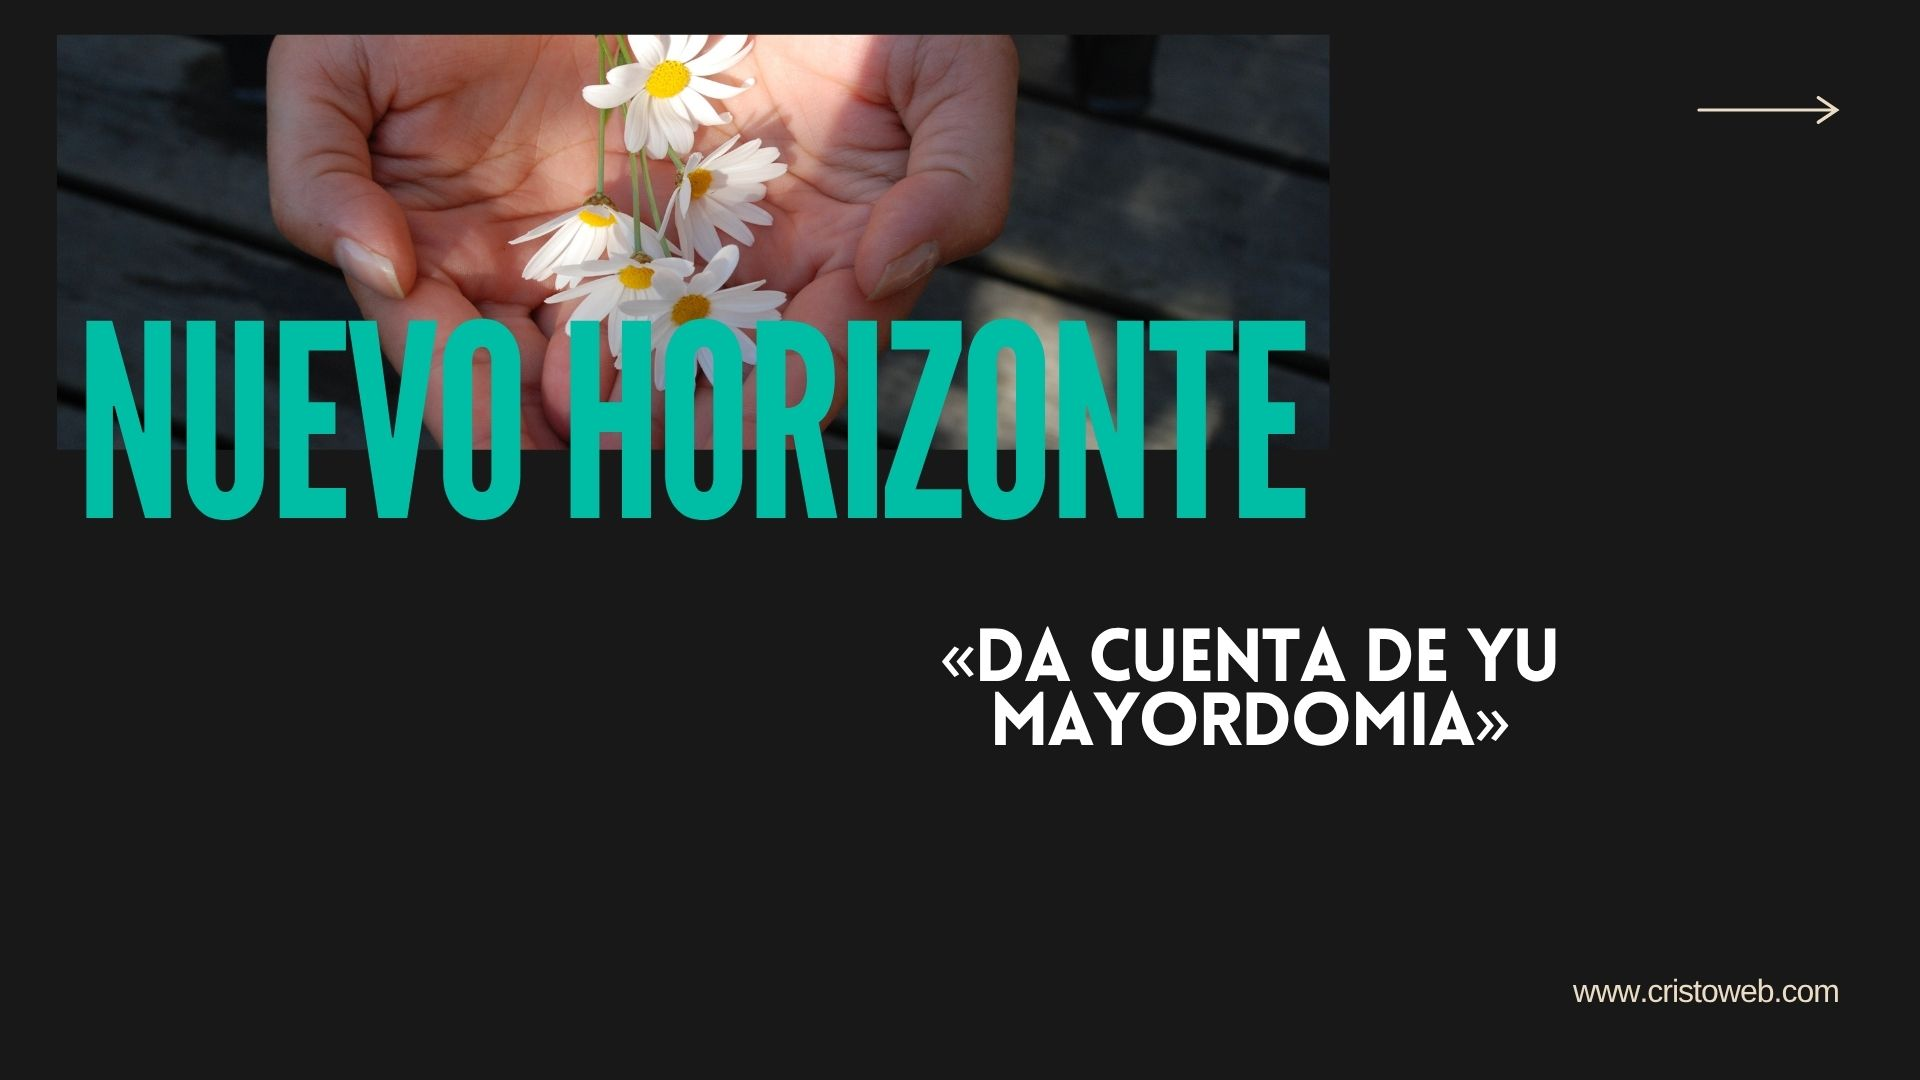 NUEVO HORIZONTE
«DA CUENTA DE YU
MAYORDOMIA»
www.cristoweb.com